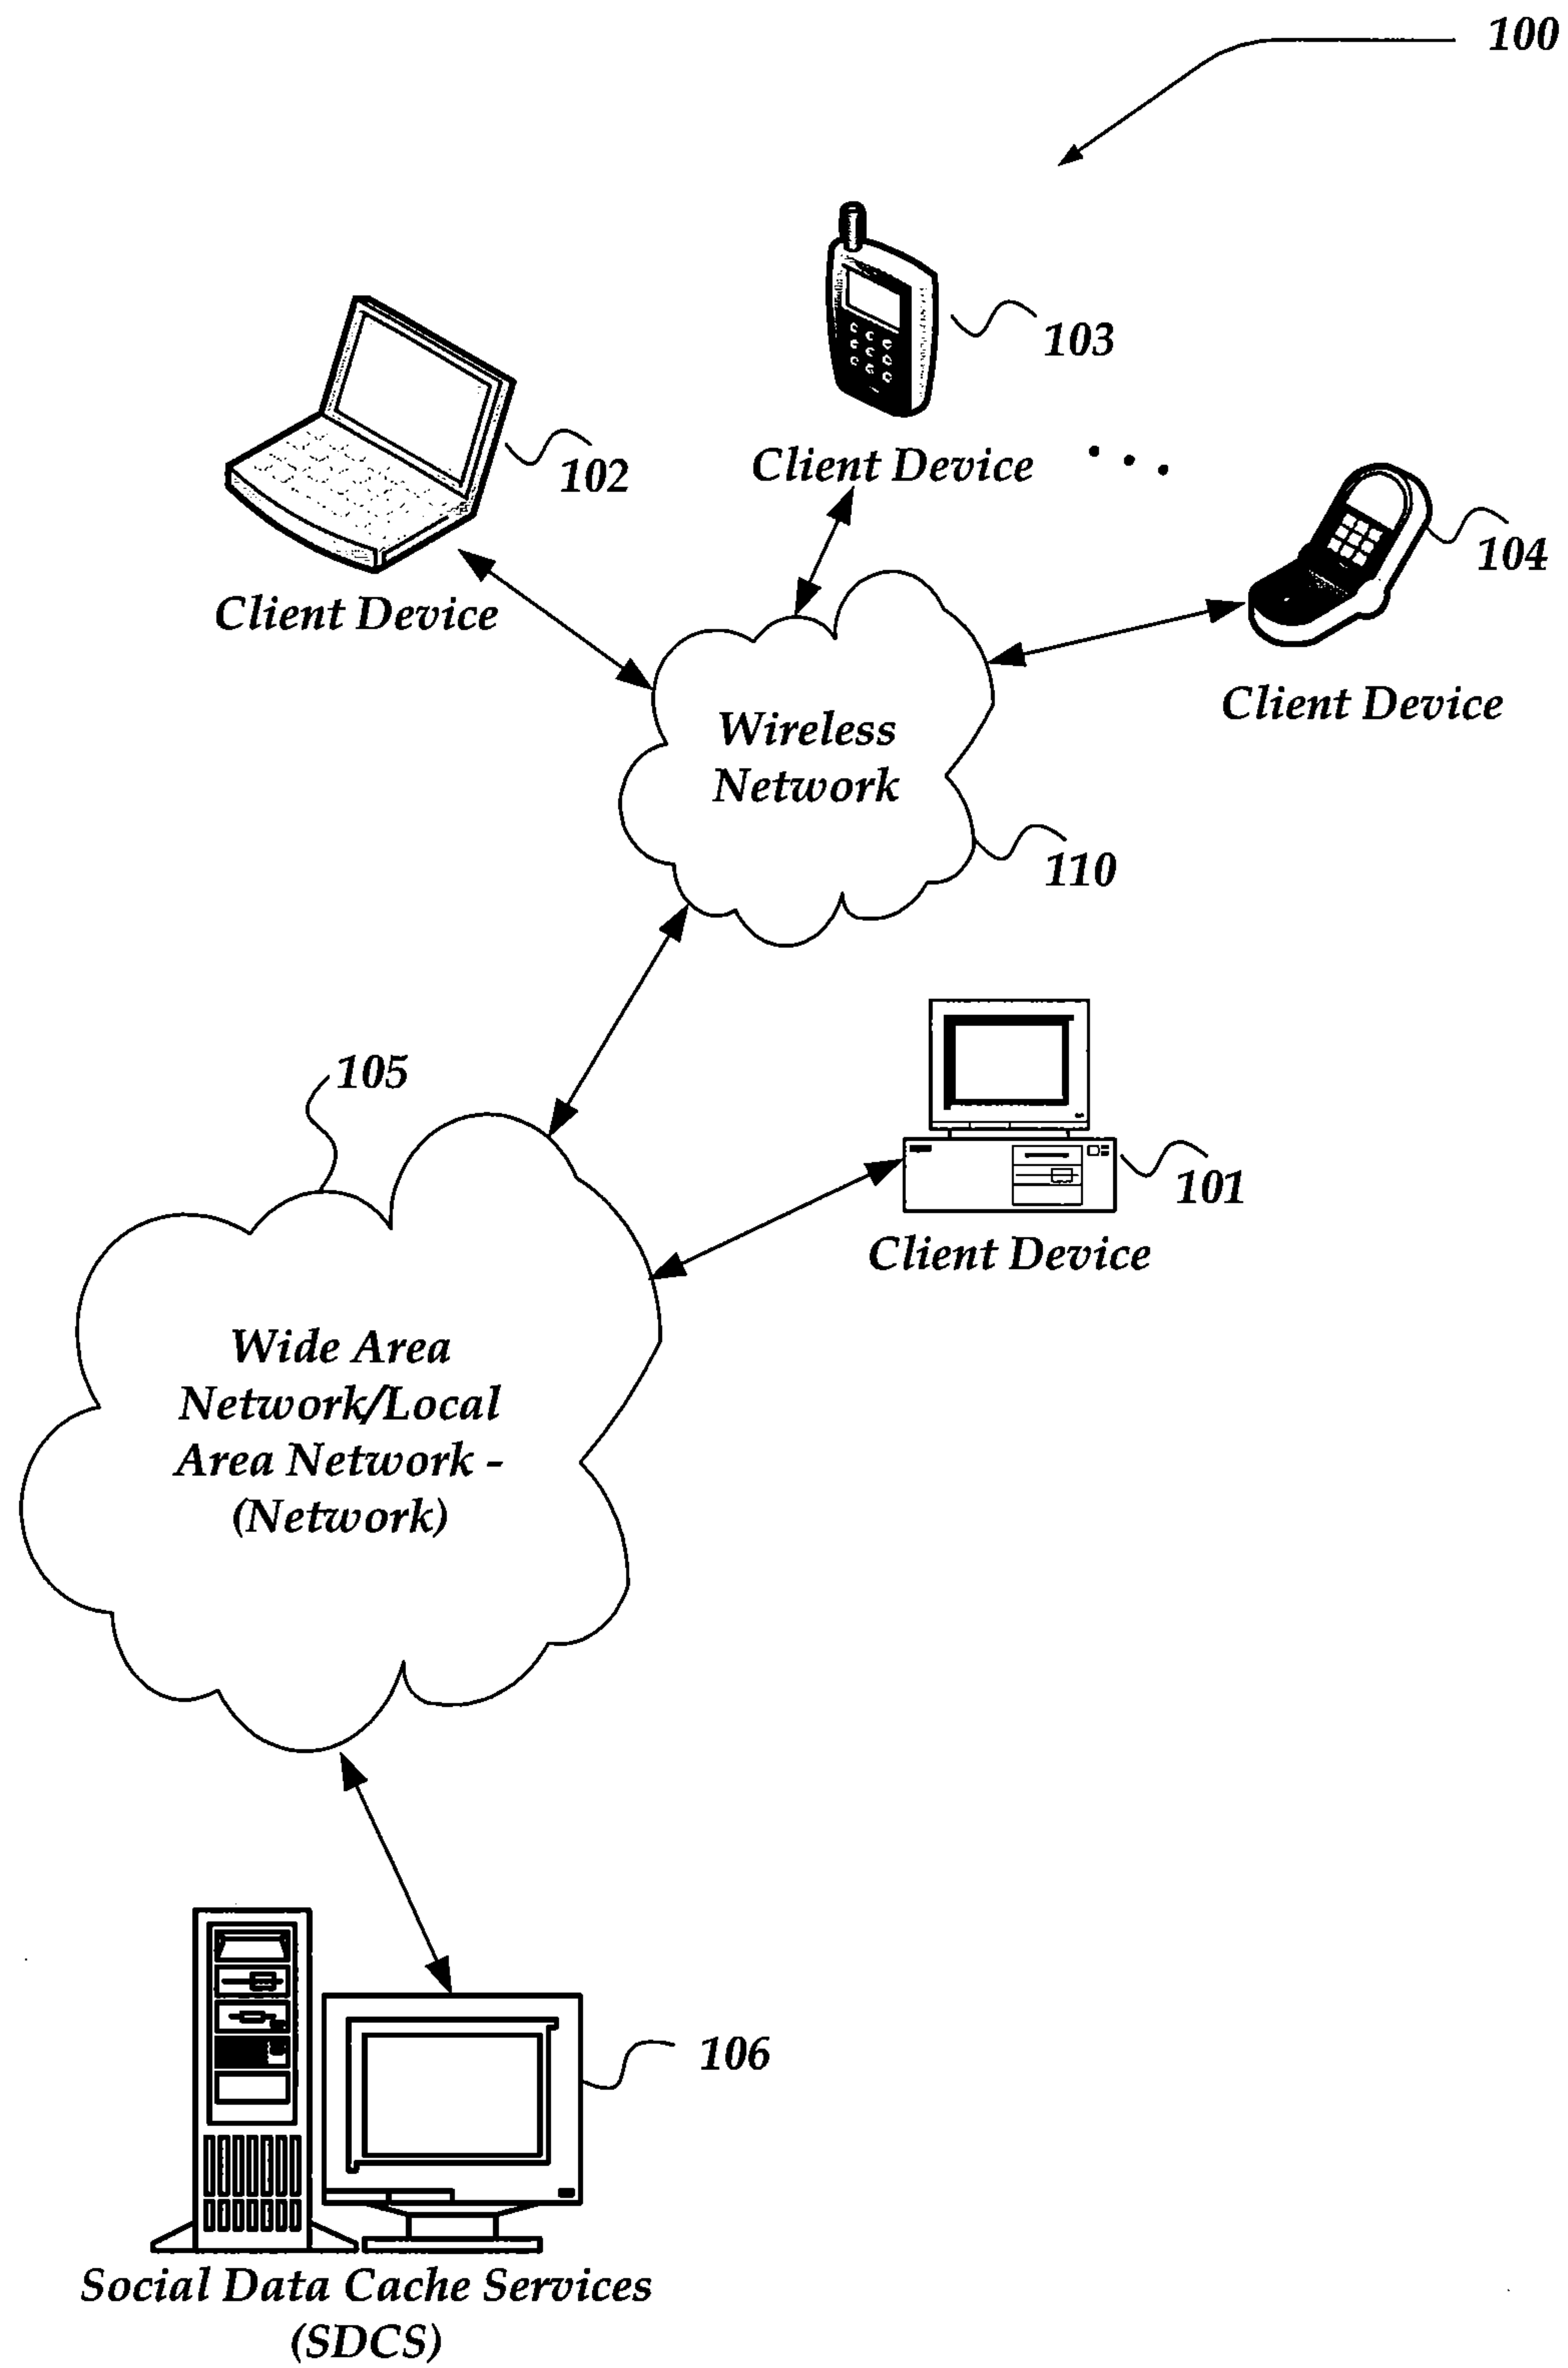 100
103
102
Client Device
104
Client Device
Client Device
Wireless
Network
110
105
101
Client Device
Wide Area
Network/Local
Area Network -
(Network)
106
Social Data Cache Services
(SDCS)